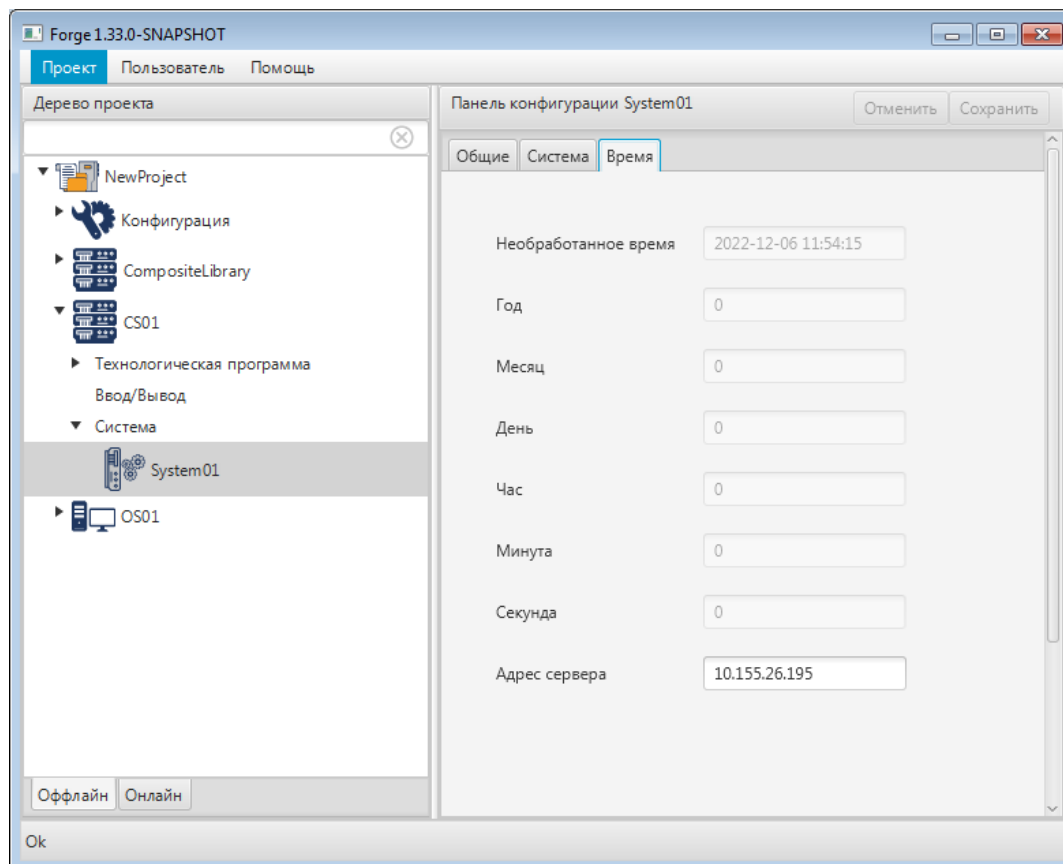 Forge 1.33.0-SNAPSHOT
Проект Пользователь Помощь
Дерево проекта
NewProject
Конфигурация
CompositeLibrary
CS01
Технологическая программа
Ввод/Вывод
Система
System01
OS01
Оффлайн Онлайн
Панель конфигурации System01 Отменить Сохранить
Общие Система Время
Необработанное время 2022-12-06 11:54:15
Год 0
Месяц 0
День 0
Час 0
Минута 0
Секунда 0
Адрес сервера 10.155.26.195
Ok